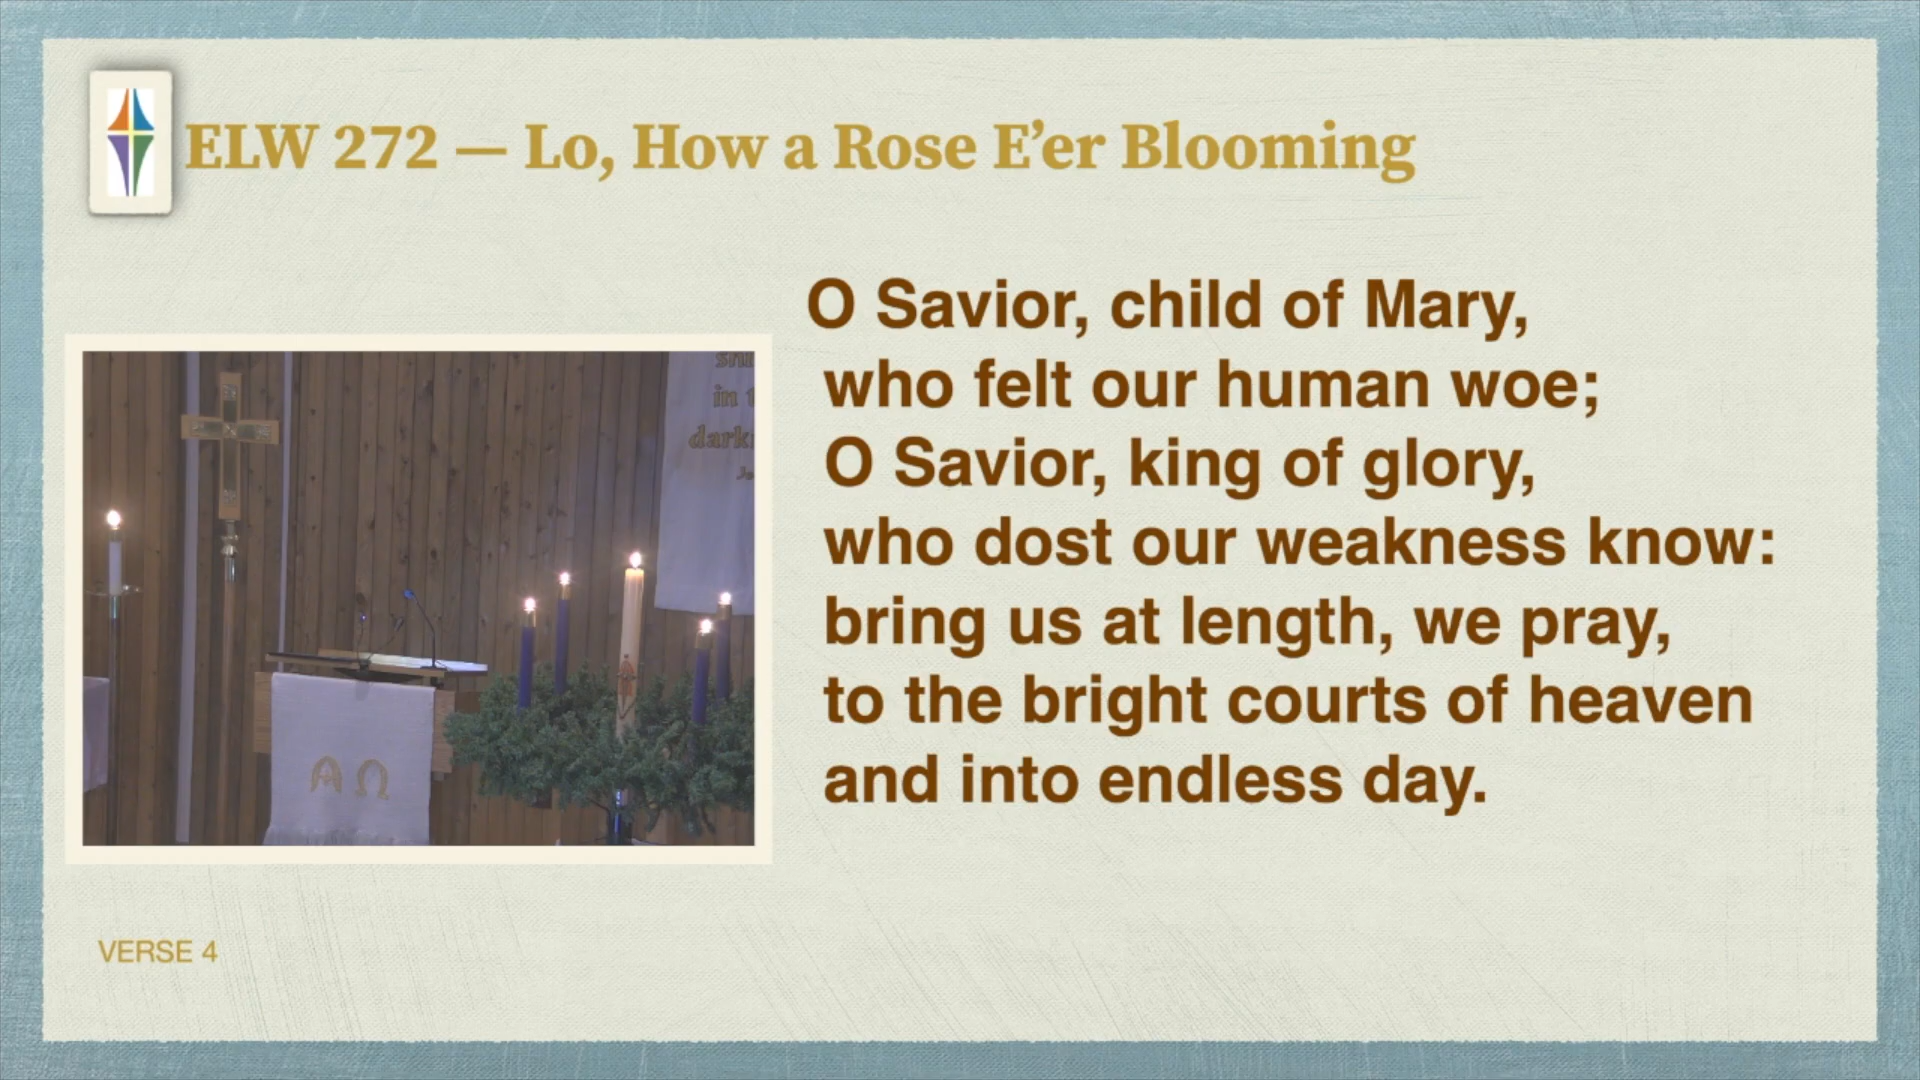 ELW 272 — Lo, How a Rose E’er Blooming
O Savior, child of Mary,
who felt our human woe;
O Savior, king of glory,
who dost our weakness know:
bring us at length, we pray,
to the bright courts of heaven
and into endless day.
in
ΑΩ
VERSE 4